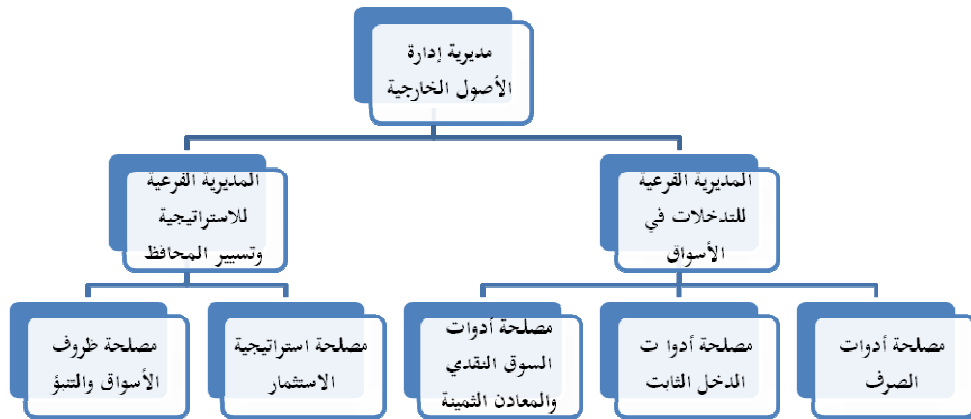 مديرية إدارة
الأصول الخارجية
المديرية الفرعية
للتدخلات في
الأسواق
المديرية الفرعية
للاستراتيجية
وتسيير المحافظ
مصلحة أدوات
الصرف
مصلحة أدوا ت
الدخل الثابت
مصلحة أدوات
السوق النقدي
والمعادن الثمينة
مصلحة استراتيجية
الاستثمار
مصلحة ظروف
الأسواق والتنبؤ